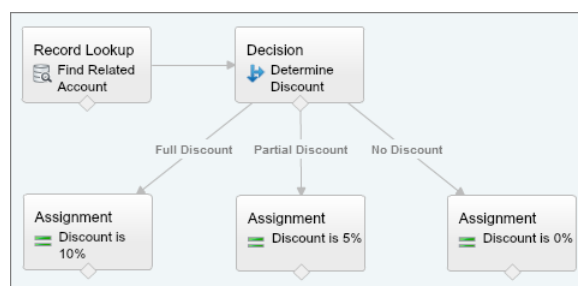 Record Lookup
Find Related
Account
Decision
Determine
Discount
Full Discount
Partial Discount
No Discount
Assignment
Discount is
10%
Assignment
Discount is 5%
Assignment
Discount is 0%